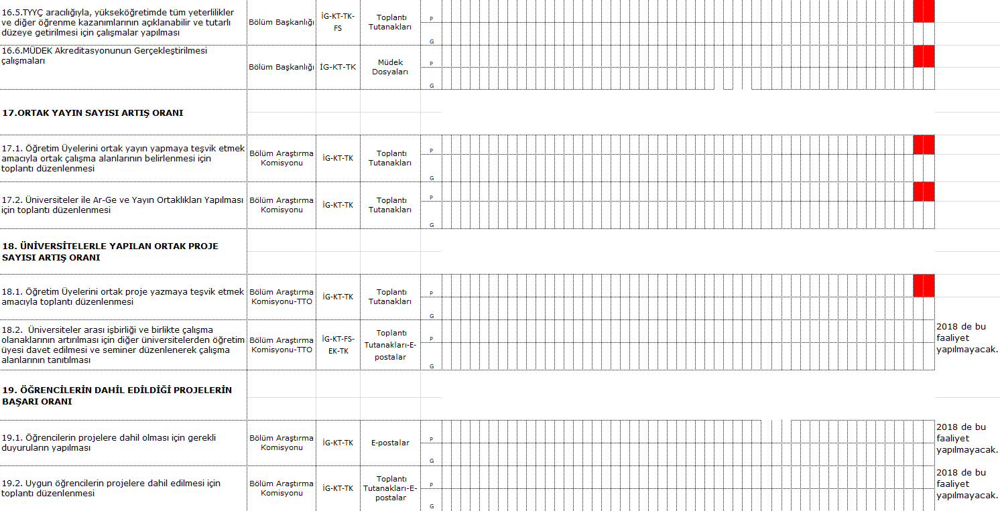 16.5.TYYÇ aracılığıyla, yükseköğretimde tüm yeterlilikler
ve diğer öğrenme kazanımlarının açıklanabilir ve tutarlı
düzeye getirilmesi için çalışmalar yapılması
Bölüm Başkanlığı
İG-KT-TK-
FS
Toplantı
Tutanakları
P
G
16.6.MÜDEK Akreditasyonunun Gerçekleştirilmesi
çalışmaları
Bölüm Başkanlığı
İG-KT-TK
Müdek
Dosyaları
P
G
17.ORTAK YAYIN SAYISI ARTIŞ ORANI
17.1. Öğretim Üyelerini ortak yayın yapmaya teşvik etmek
amacıyla ortak çalışma alanlarının belirlenmesi için
toplantı düzenlenmesi
Bölüm Araştırma
Komisyonu
İG-KT-TK
Toplantı
Tutanakları
P
G
17.2. Üniversiteler ile Ar-Ge ve Yayın Ortaklıkları Yapılması
için toplantı düzenlenmesi
Bölüm Araştırma
Komisyonu
İG-KT-TK
Toplantı
Tutanakları
P
G
18. ÜNİVERSİTELERLE YAPILAN ORTAK PROJE
SAYISI ARTIŞ ORANI
18.1. Öğretim Üyelerini ortak proje yazmaya teşvik etmek
amacıyla toplantı düzenlenmesi
Bölüm Araştırma
Komisyonu-TTO
İG-KT-TK
Toplantı
Tutanakları
P
G
18.2.  Üniversiteler arası işbirliği ve birlikte çalışma
olanaklarının artırılması için diğer üniversitelerden öğretim
üyesi davet edilmesi ve seminer düzenlenerek çalışma
alanlarının tanıtılması
Bölüm Araştırma
Komisyonu-TTO
İG-KT-FS-
EK-TK
Toplantı
Tutanakları-E-
postalar
P
G
2018 de bu
faaliyet
yapılmayacak.
19. ÖĞRENCİLERİN DAHİL EDİLDİĞİ PROJELERİN
BAŞARI ORANI
19.1. Öğrencilerin projelere dahil olması için gerekli
duyuruların yapılması
Bölüm Araştırma
Komisyonu
İG-KT-TK
E-postalar
P
G
2018 de bu
faaliyet
yapılmayacak.
19.2. Uygun öğrencilerin projelere dahil edilmesi için
toplantı düzenlenmesi
Bölüm Araştırma
Komisyonu
İG-KT-TK
Toplantı
Tutanakları-E-
postalar
P
G
2018 de bu
faaliyet
yapılmayacak.